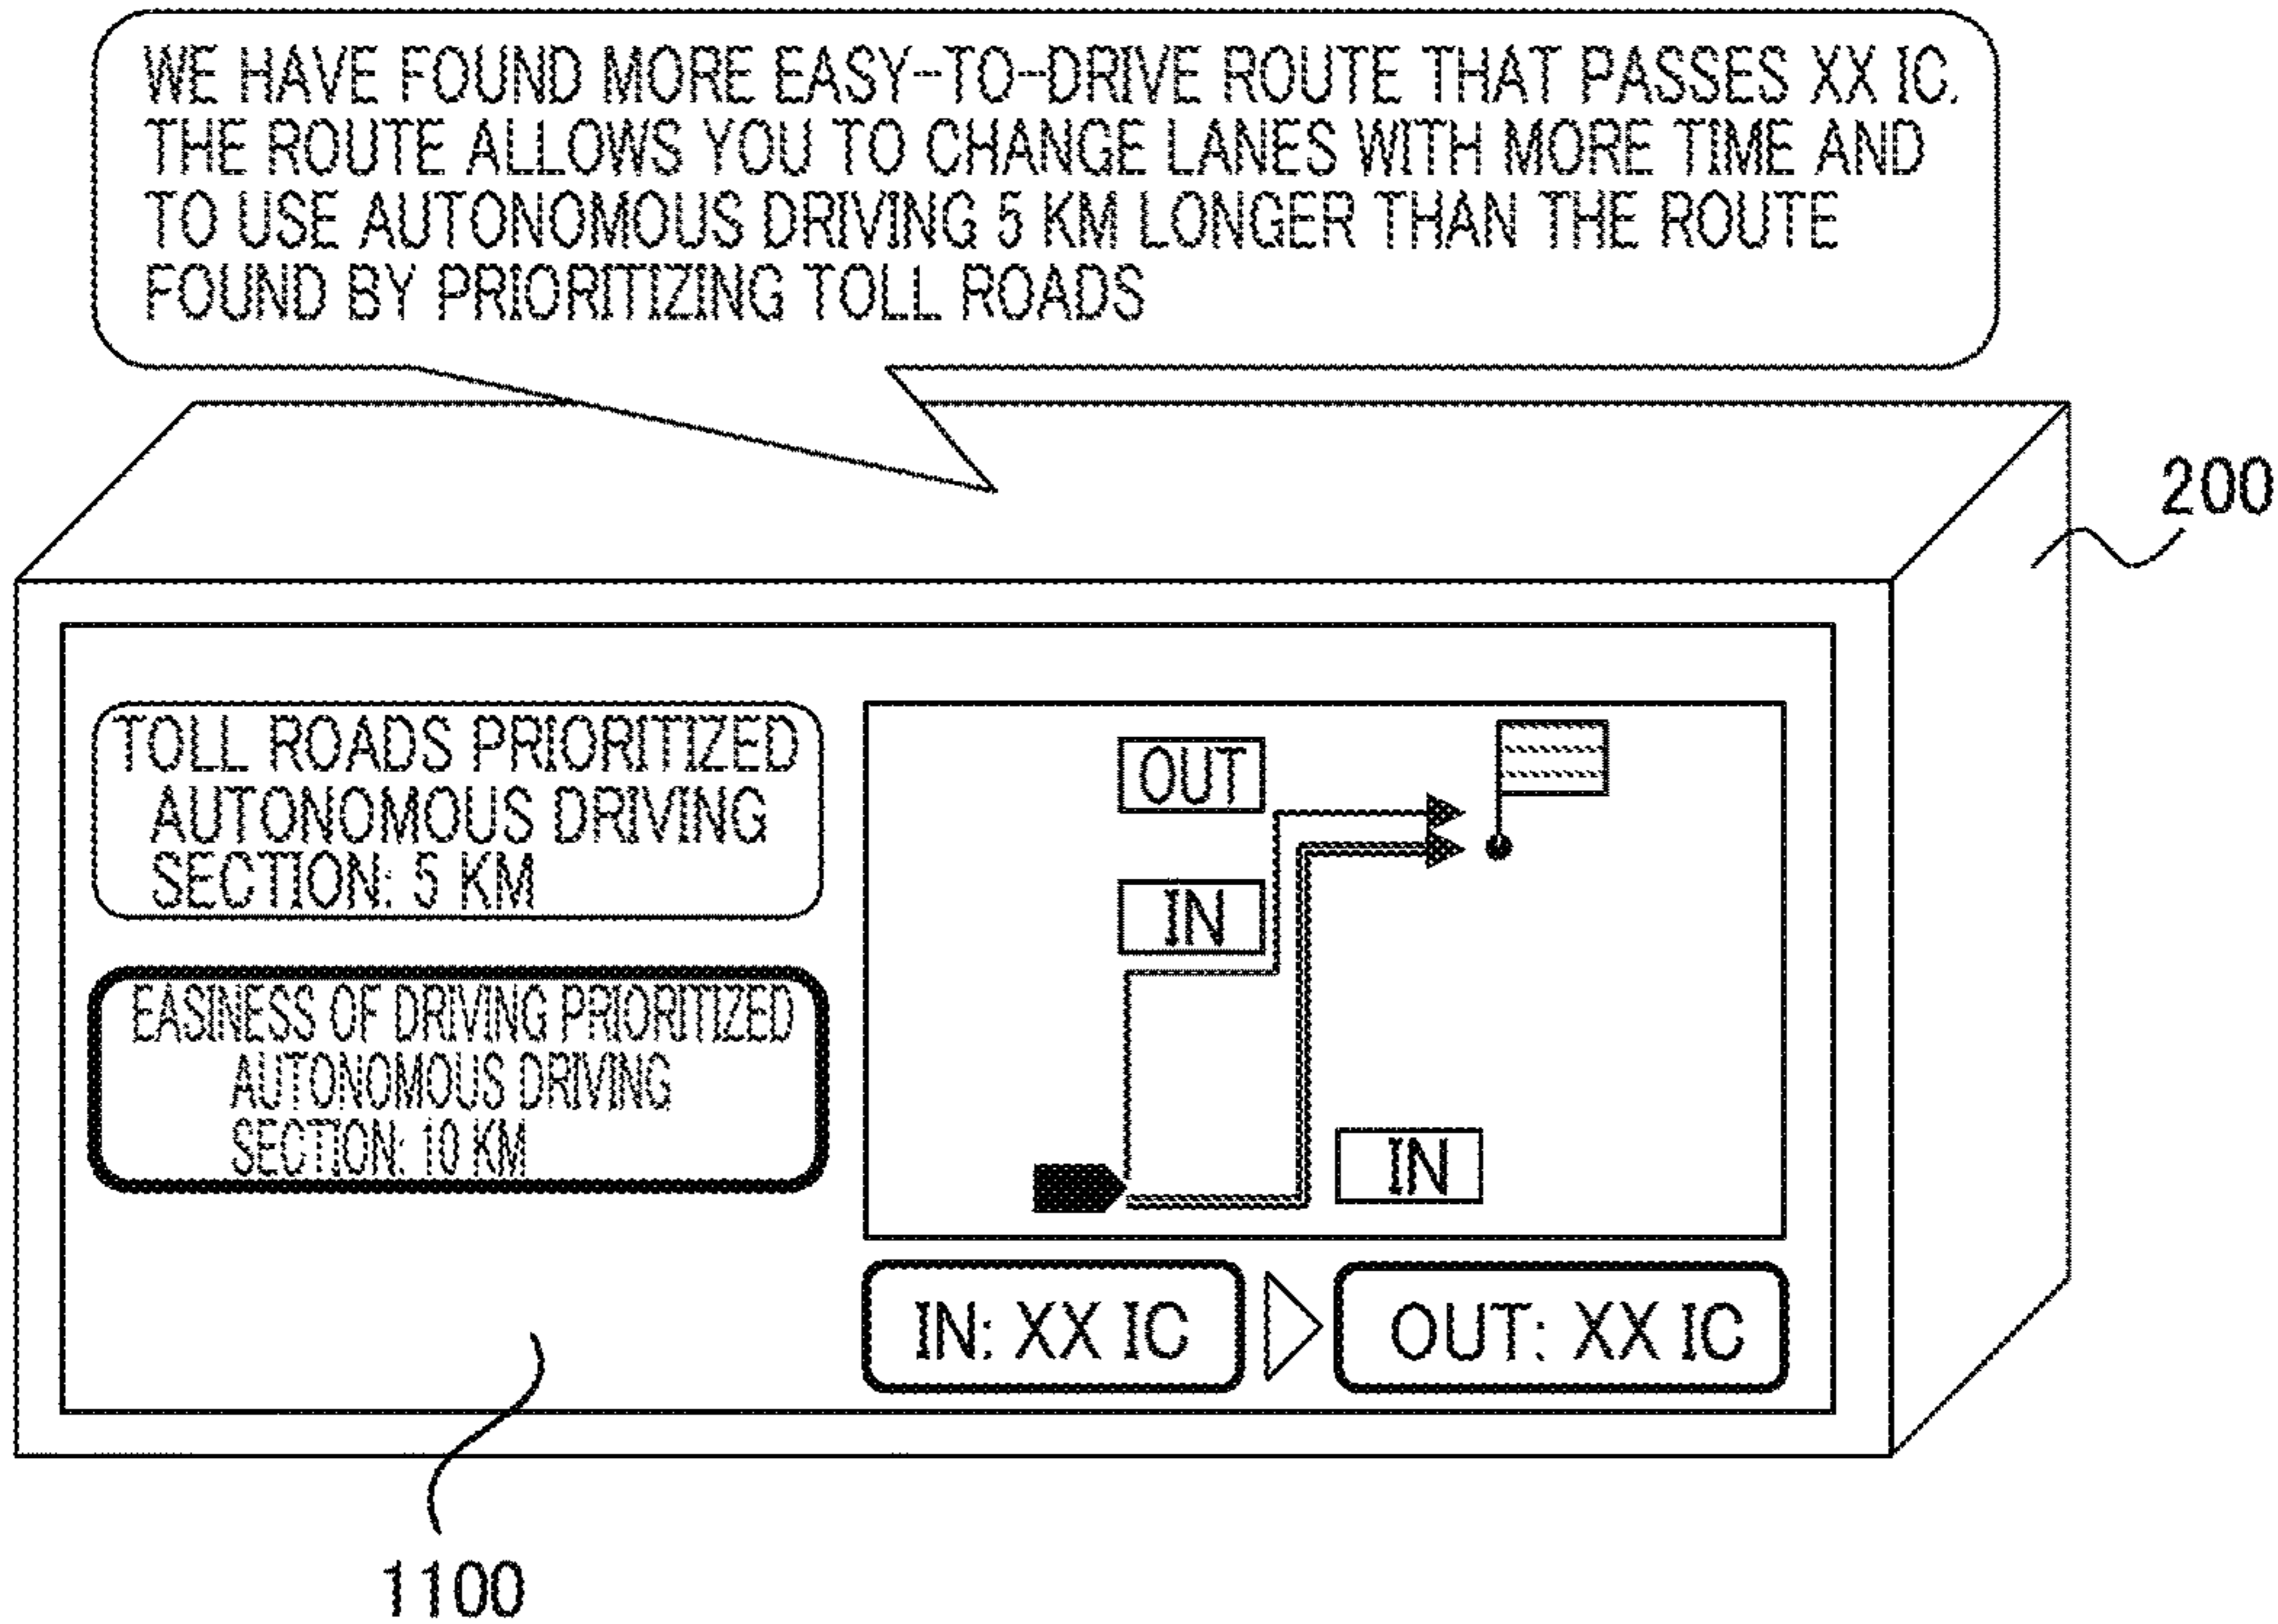 WE HAVE FOUND MORE EASY-TO-DRIVE ROUTE THAT PASSES XX IC.
THE ROUTE ALLOWS YOU TO CHANGE LANES WITH MORE TIME AND
TO USE AUTONOMOUS DRIVING 5 KM LONGER THAN THE ROUTE
FOUND BY PRIORITIZING TOLL ROADS
200
TOLL ROADS PRIORITIZED
AUTONOMOUS DRIVING
SECTION: 5 KM
EASINESS OF DRIVING PRIORITIZED
AUTONOMOUS DRIVING
SECTION: 10 KM
OUT
IN
IN
IN: XX IC
OUT: XX IC
1100